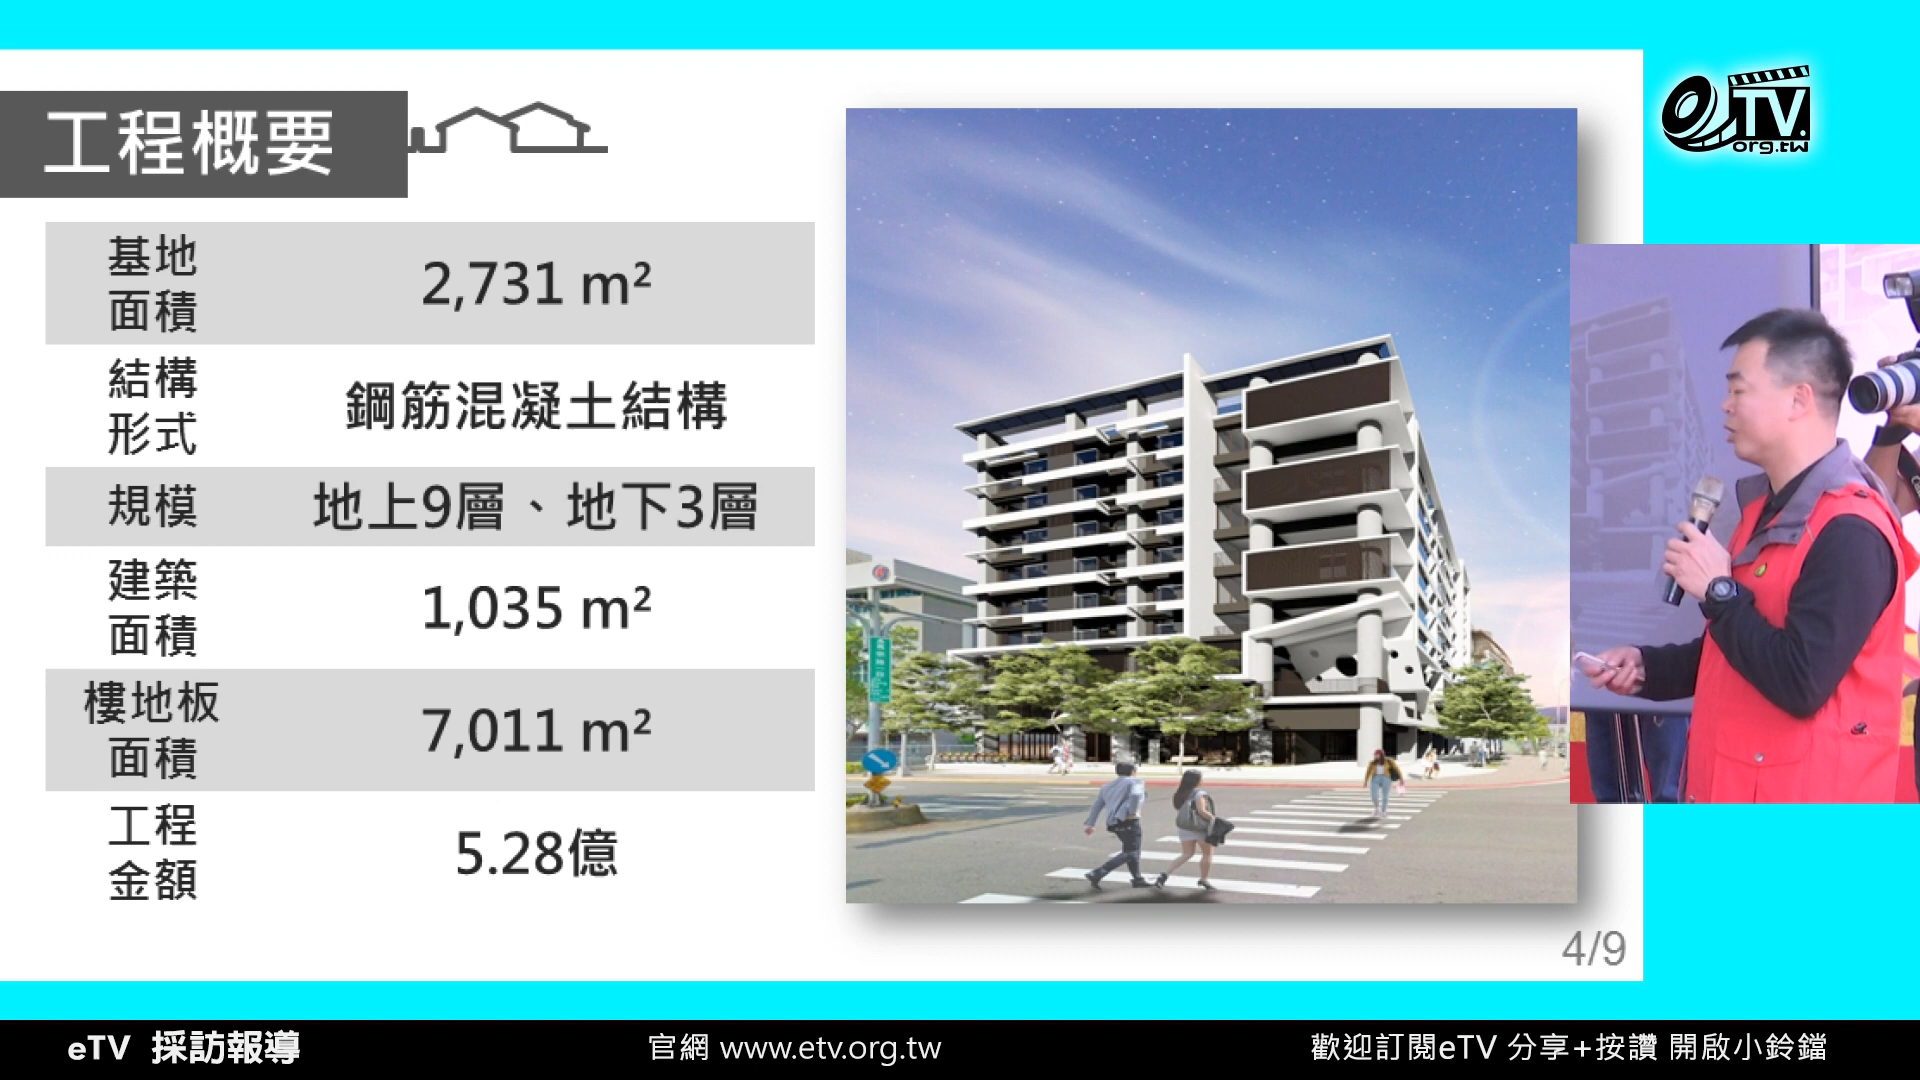 工程概要
基地
面積
2,731 m²
結構
形式
鋼筋混凝土結構
規模
地上9層、地下3層
建築
面積
1,035 m²
樓地板
面積
7,011 m²
工程
金額
5.28億
4/9
eTV.
org.tw
eTV 採訪報導
官網 www.etv.org.tw
歡迎訂閱eTV 分享+按讚 開啟小鈴鐺